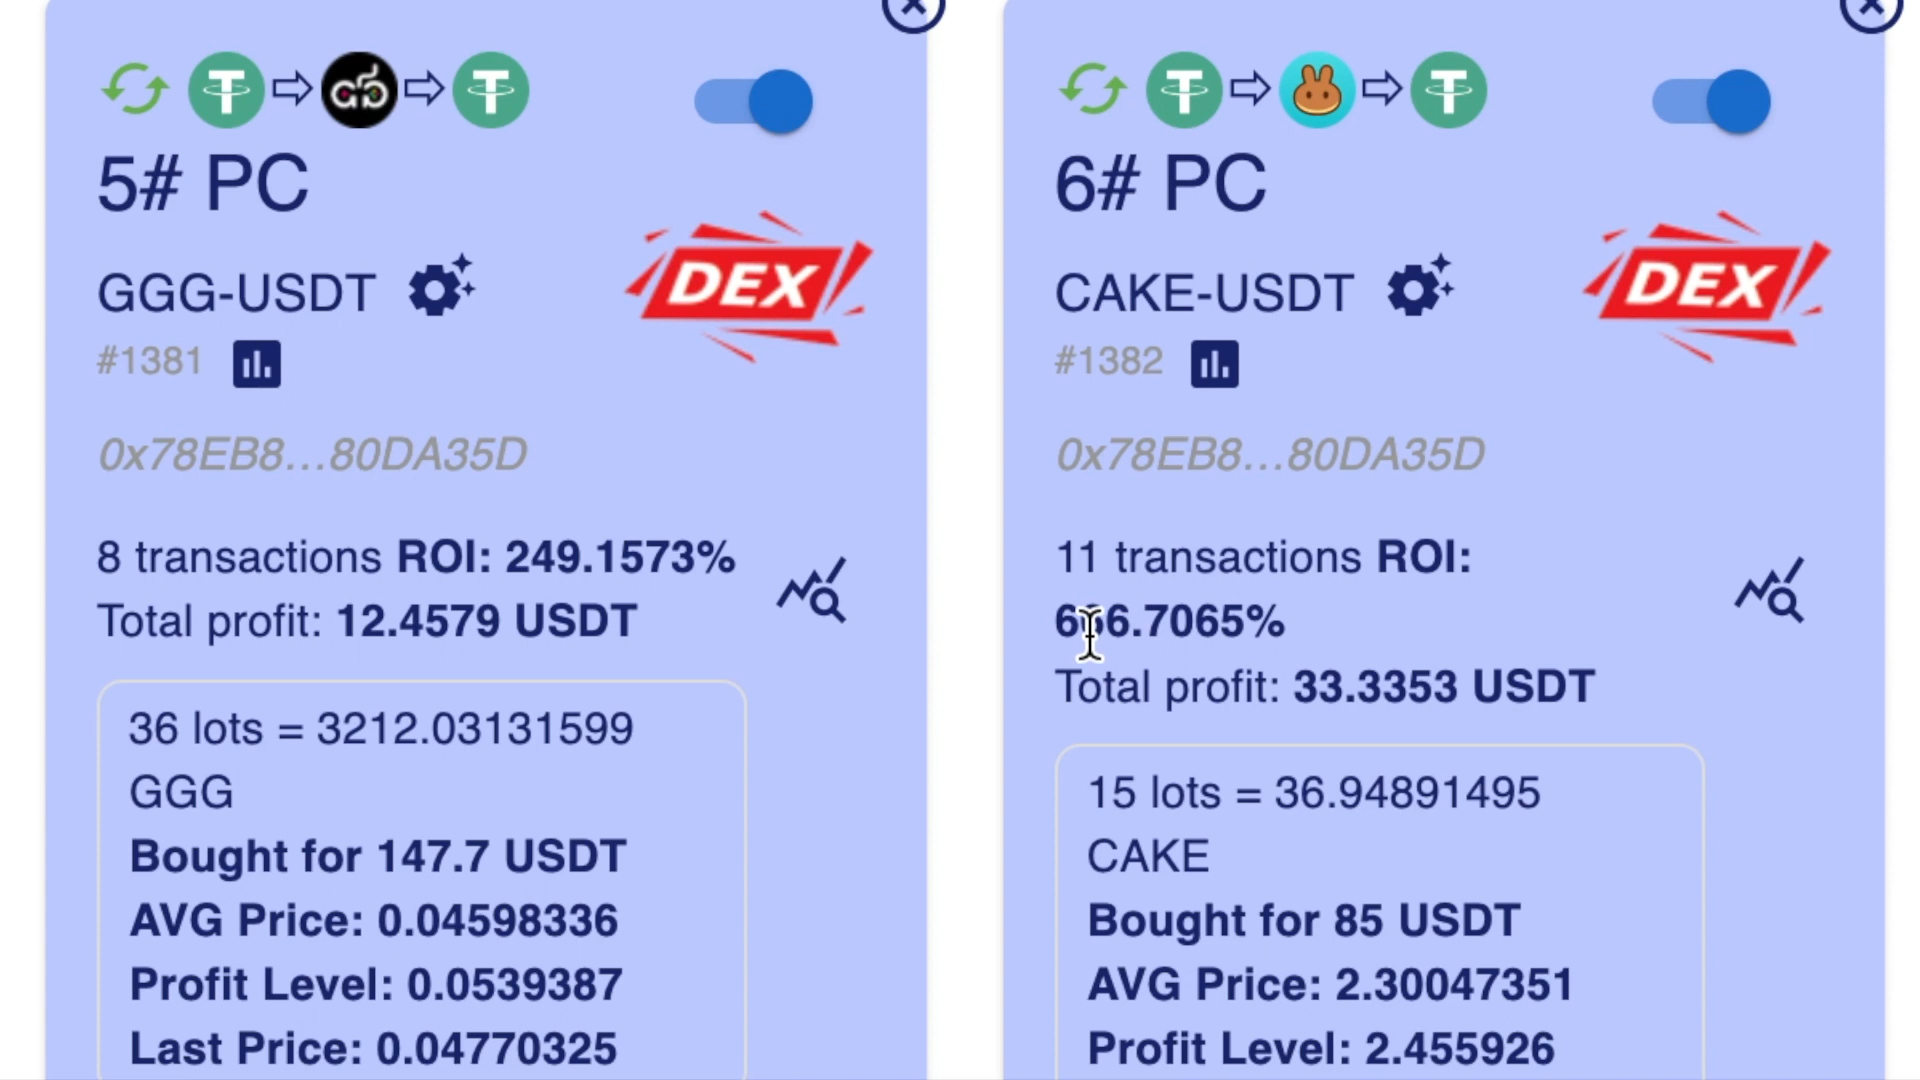 5# PC
DEX
GGG-USDT
#1381
0x78EB8...80DA35D
8 transactions ROI: 249.1573%
Total profit: 12.4579 USDT
36 lots = 3212.03131599
GGG
Bought for 147.7 USDT
AVG Price: 0.04598336
Profit Level: 0.0539387
Last Price: 0.04770325
6# PC
DEX
CAKE-USDT
#1382
0x78EB8...80DA35D
11 transactions ROI:
666.7065%
Total profit: 33.3353 USDT
15 lots = 36.94891495
CAKE
Bought for 85 USDT
AVG Price: 2.30047351
Profit Level: 2.455926